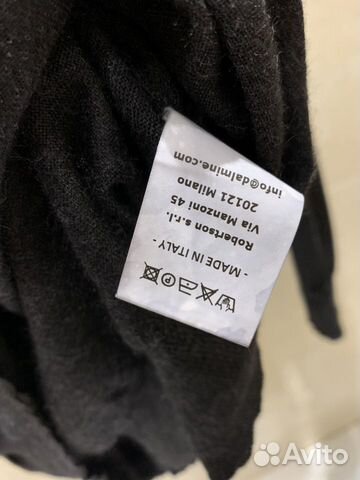 - MADE IN ITALY -
Robertson s.r.l.
Via Manzoni 45
20121 Milano
info@dalmine.com
Avito